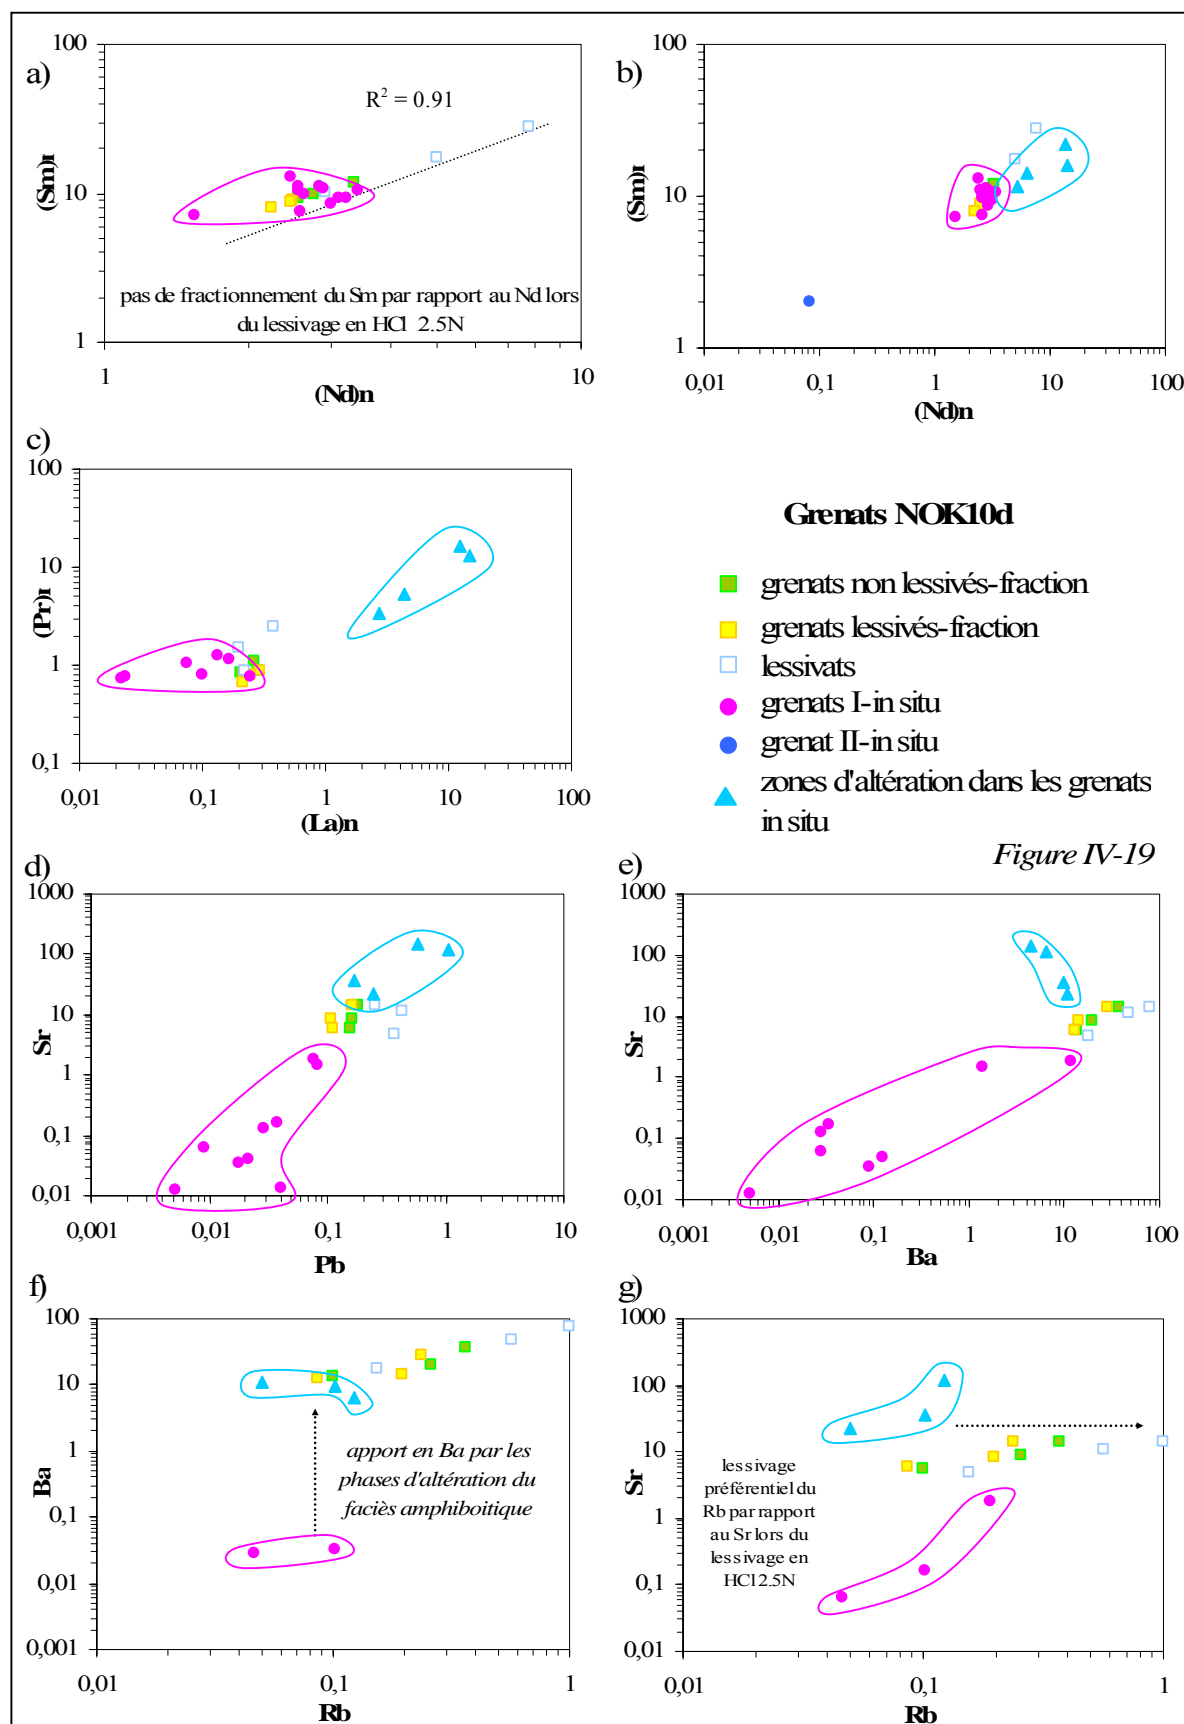 a)
100
10
1
(Sm)n
R² = 0.91
pas de fractionnement du Sm par rapport au Nd lors
du lessivage en HCl 2.5N
1
10
(Nd)n
b)
100
10
1
(Sm)n
0,01
0,1
1
10
100
(Nd)n
c)
100
10
1
0,1
(Pr)n
0,01
0,1
1
10
100
(La)n
Grenats NOK10d
grenats non lessivés-fraction
grenats lessivés-fraction
lessivats
grenats I-in situ
grenat II-in situ
zones d'altération dans les grenats
in situ
Figure IV-19
d)
1000
100
10
1
0,1
0,01
Sr
0,001
0,01
0,1
1
10
Pb
e)
1000
100
10
1
0,1
0,01
Sr
0,001
0,01
0,1
1
10
100
Ba
f)
100
10
1
0,1
0,01
0,001
Ba
apport en Ba par les
phases d'altération du
faciès amphiboitique
0,01
0,1
1
Rb
g)
1000
100
10
1
0,1
0,01
Sr
lessivage
préférentiel du
Rb par rapport
au Sr lors du
lessivage en
HCl 2.5N
0,01
0,1
1
Rb